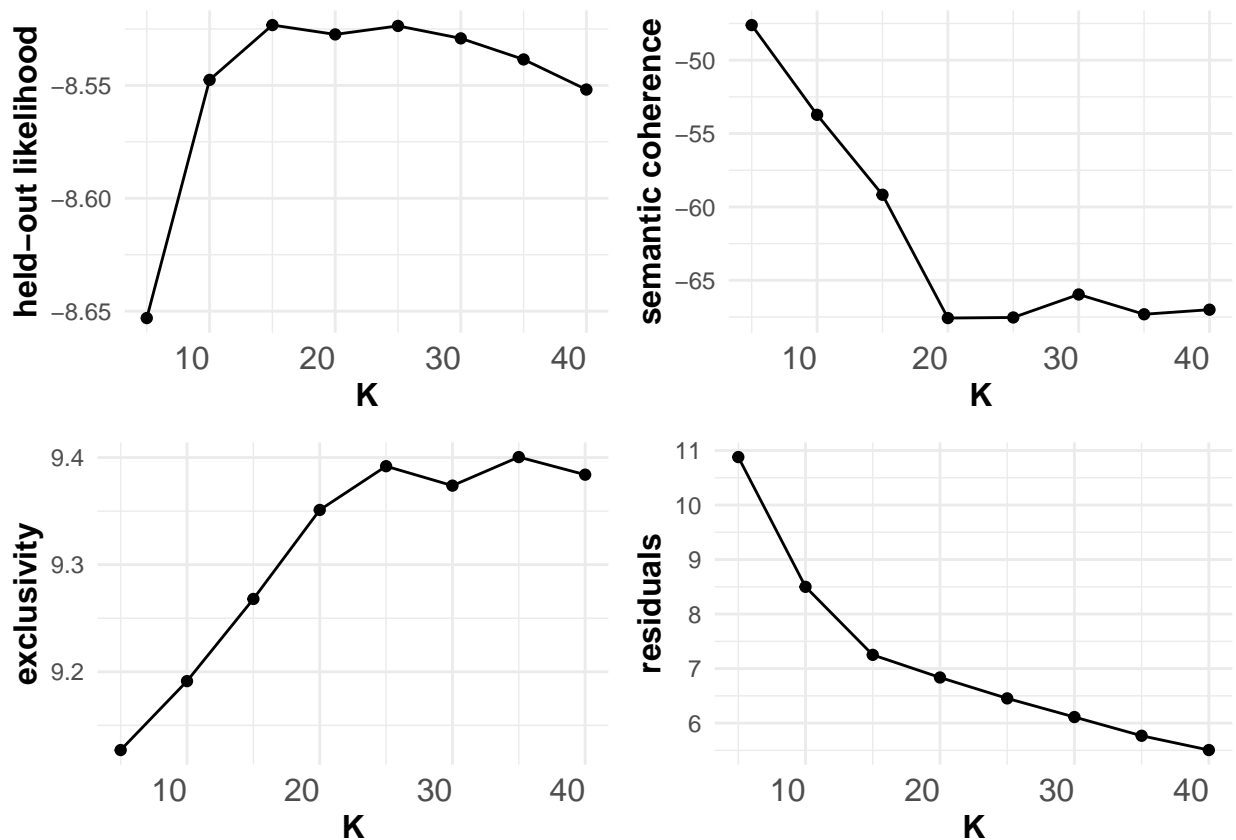 held−out likelihood
−8.55
−8.60
−8.65
10 20 30 40
K
semantic coherence
−50
−55
−60
−65
10 20 30 40
K
exclusivity
9.4
9.3
9.2
10 20 30 40
K
residuals
11
10
9
8
7
6
10 20 30 40
K